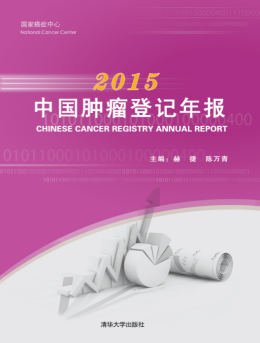 国家癌症中心
National Cancer Center
2015
中国肿瘤登记年报
CHINESE CANCER REGISTRY ANNUAL REPORT
主编：赫 捷 陈万青
清华大学出版社